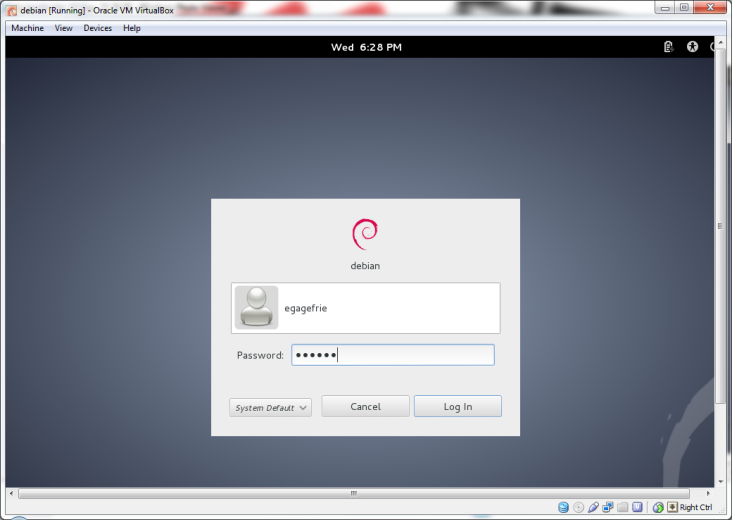 debian [Running] - Oracle VM VirtualBox
Machine View Devices Help
Wed 6:28 PM
debian
egagefrie
Password: ••••••
System Default Cancel Log In
Right Ctrl